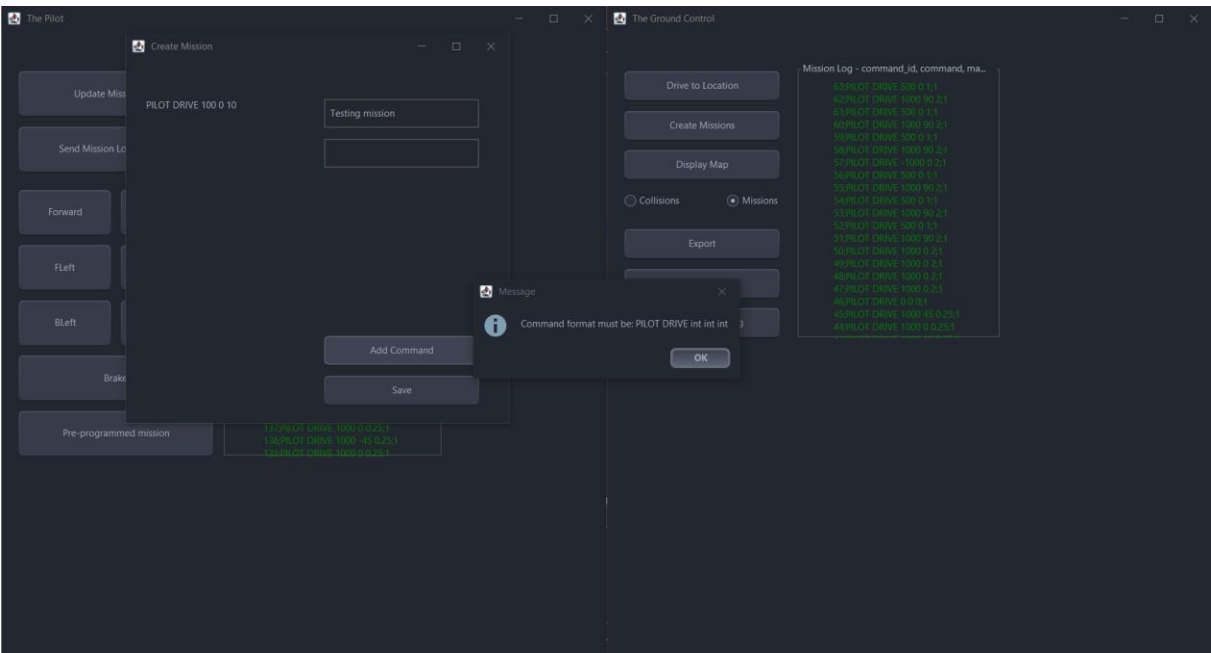 The Pilot
Create Mission
Update Miss
PILOT DRIVE 100 0 10
Testing mission
Send Mission Lo
Forward
FLeft
BLeft
Add Command
Brake
Save
Pre-programmed mission
137;PILOT DRIVE 1000 0 0.25;1
136;PILOT DRIVE 1000 -45 0.25;1
135;PILOT DRIVE 1000 0 0.25;1
Message
Command format must be: PILOT DRIVE int int int
OK
The Ground Control
Drive to Location
Create Missions
Display Map
Collisions
Missions
Export
Mission Log - command_id, command, ma...
63;PILOT DRIVE 500 0 1;1
62;PILOT DRIVE 1000 90 2;1
61;PILOT DRIVE 500 0 1;1
60;PILOT DRIVE 1000 90 2;1
59;PILOT DRIVE 500 0 1;1
58;PILOT DRIVE 1000 90 2;1
57;PILOT DRIVE -1000 0 2;1
56;PILOT DRIVE 500 0 1;1
55;PILOT DRIVE 1000 90 2;1
54;PILOT DRIVE 500 0 1;1
53;PILOT DRIVE 1000 90 2;1
52;PILOT DRIVE 500 0 1;1
51;PILOT DRIVE 1000 90 2;1
50;PILOT DRIVE 1000 0 2;1
49;PILOT DRIVE 1000 0 2;1
48;PILOT DRIVE 1000 0 2;1
47;PILOT DRIVE 1000 0 2;1
46;PILOT DRIVE 0 0 0;1
45;PILOT DRIVE 1000 45 0.25;1
44;PILOT DRIVE 1000 0 0.25;1